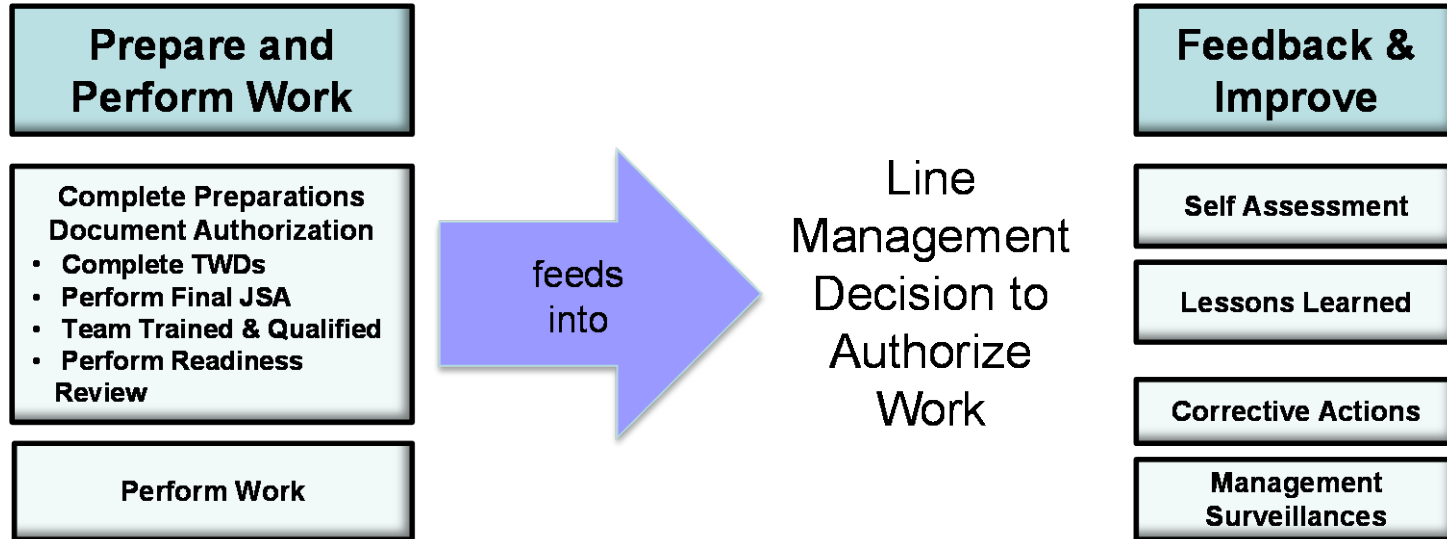 Prepare and
Perform Work
Complete Preparations
Document Authorization
• Complete TWDs
• Perform Final JSA
• Team Trained & Qualified
• Perform Readiness
Review
Perform Work
feeds
into
Line
Management
Decision to
Authorize
Work
Feedback &
Improve
Self Assessment
Lessons Learned
Corrective Actions
Management
Surveillances